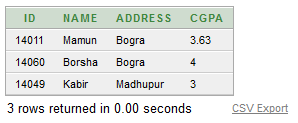 ID NAME ADDRESS CGPA
14011 Mamun Bogra 3.63
14060 Borsha Bogra 4
14049 Kabir Madhupur 3
3 rows returned in 0.00 seconds CSV Export